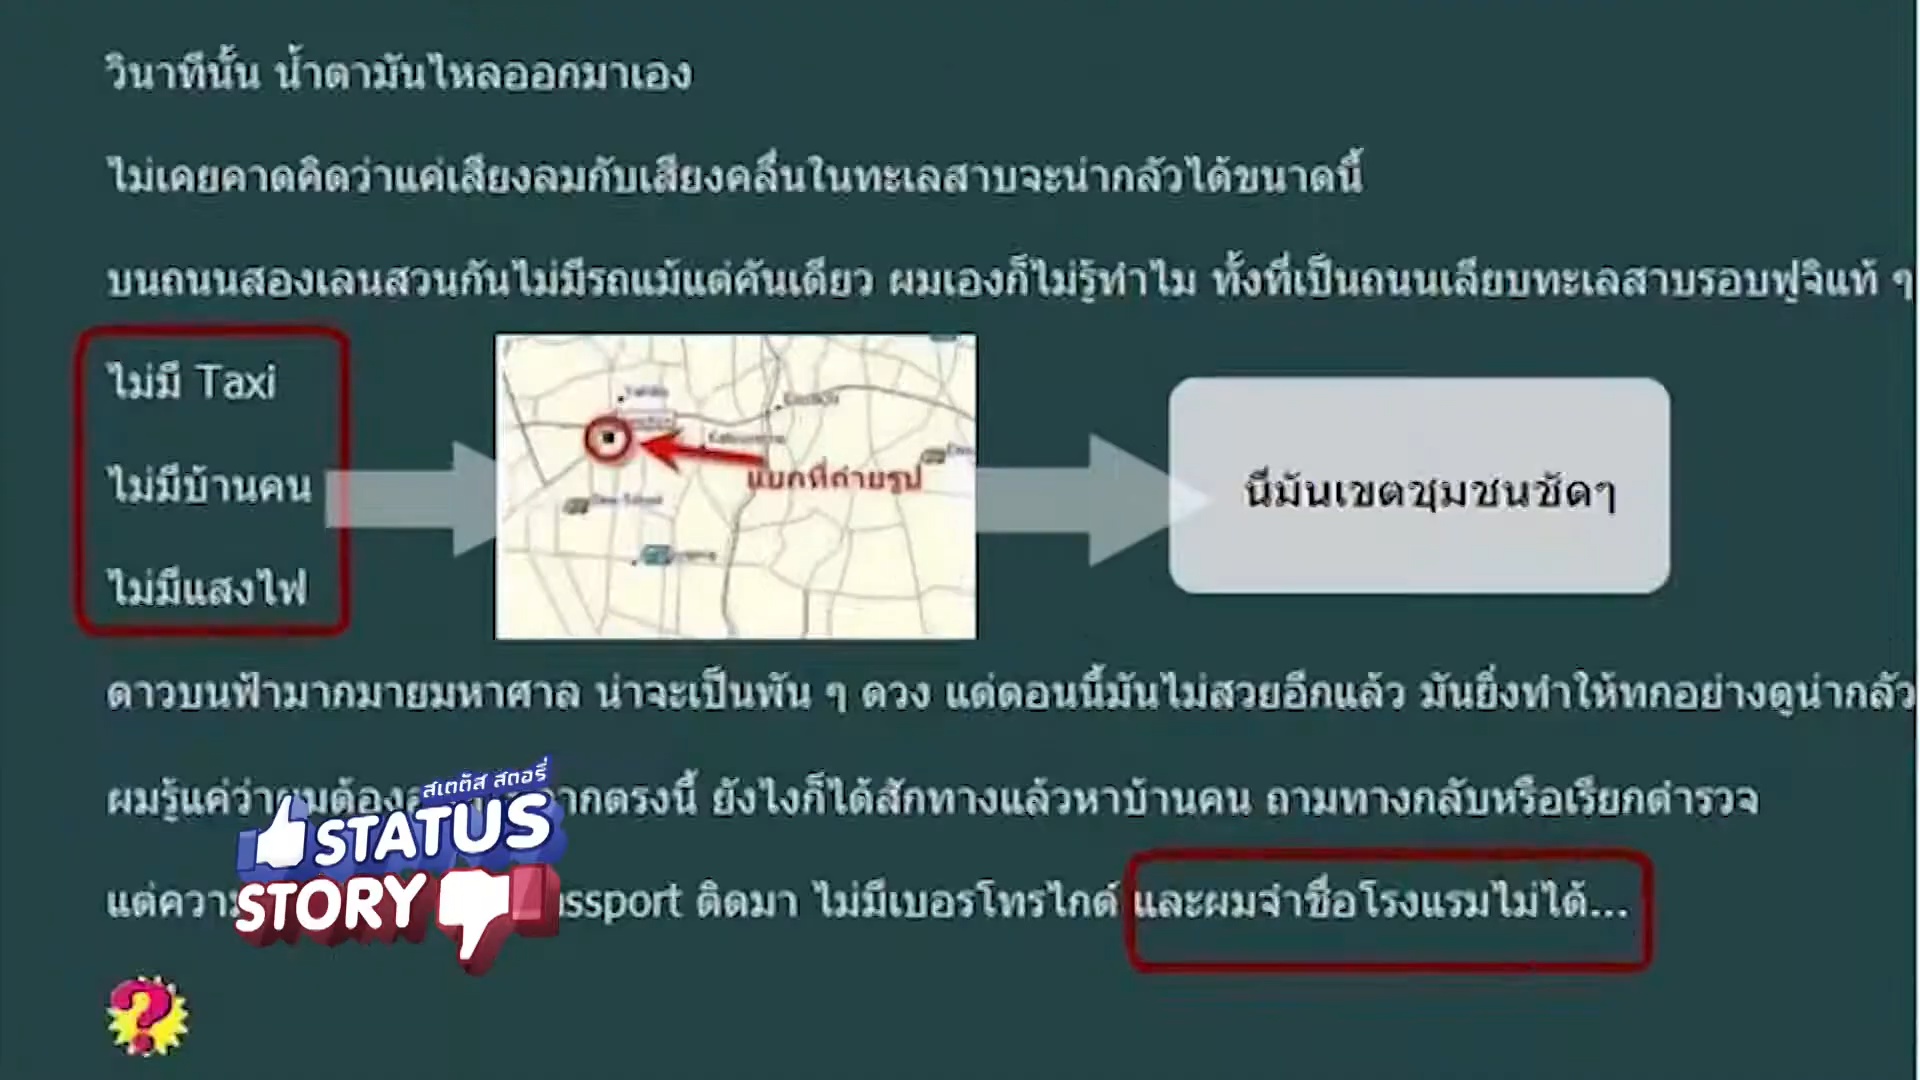 วินาทีนั้น น้ำตามันไหลออกมาเอง
ไม่เคยคาดคิดว่าแค่เสียงลมกับเสียงคลื่นในทะเลสาบจะน่ากลัวได้ขนาดนี้
บนถนนสองเลนสวนกันไม่มีรถแม้แต่คันเดียว ผมเองก็ไม่รู้ทำไม ทั้งที่เป็นถนนเลียบทะเลสาบรอบฟูจิแท้ ๆ
ไม่มี Taxi
ไม่มีบ้านคน
ไม่มีแสงไฟ
แยกที่ถ่ายรูป
นี่มันเขตชุมชนชัดๆ
ดาวบนฟ้ามากมายมหาศาล น่าจะเป็นพัน ๆ ดวง แต่ตอนนี้มันไม่สวยอีกแล้ว มันยิ่งทำให้ทกอย่างดูน่ากลัว
ผมรู้แค่ว่าผมต้อง ตรงนี้ ยังไงก็ได้สักทางแล้วหาบ้านคน ถามทางกลับหรือเรียกตำรวจ
แต่ความ ssport ติดมา ไม่มีเบอรโทรไกด์ และผมจำชื่อโรงแรมไม่ได้...
สเตตัส สตอรี่
STATUS
STORY
?